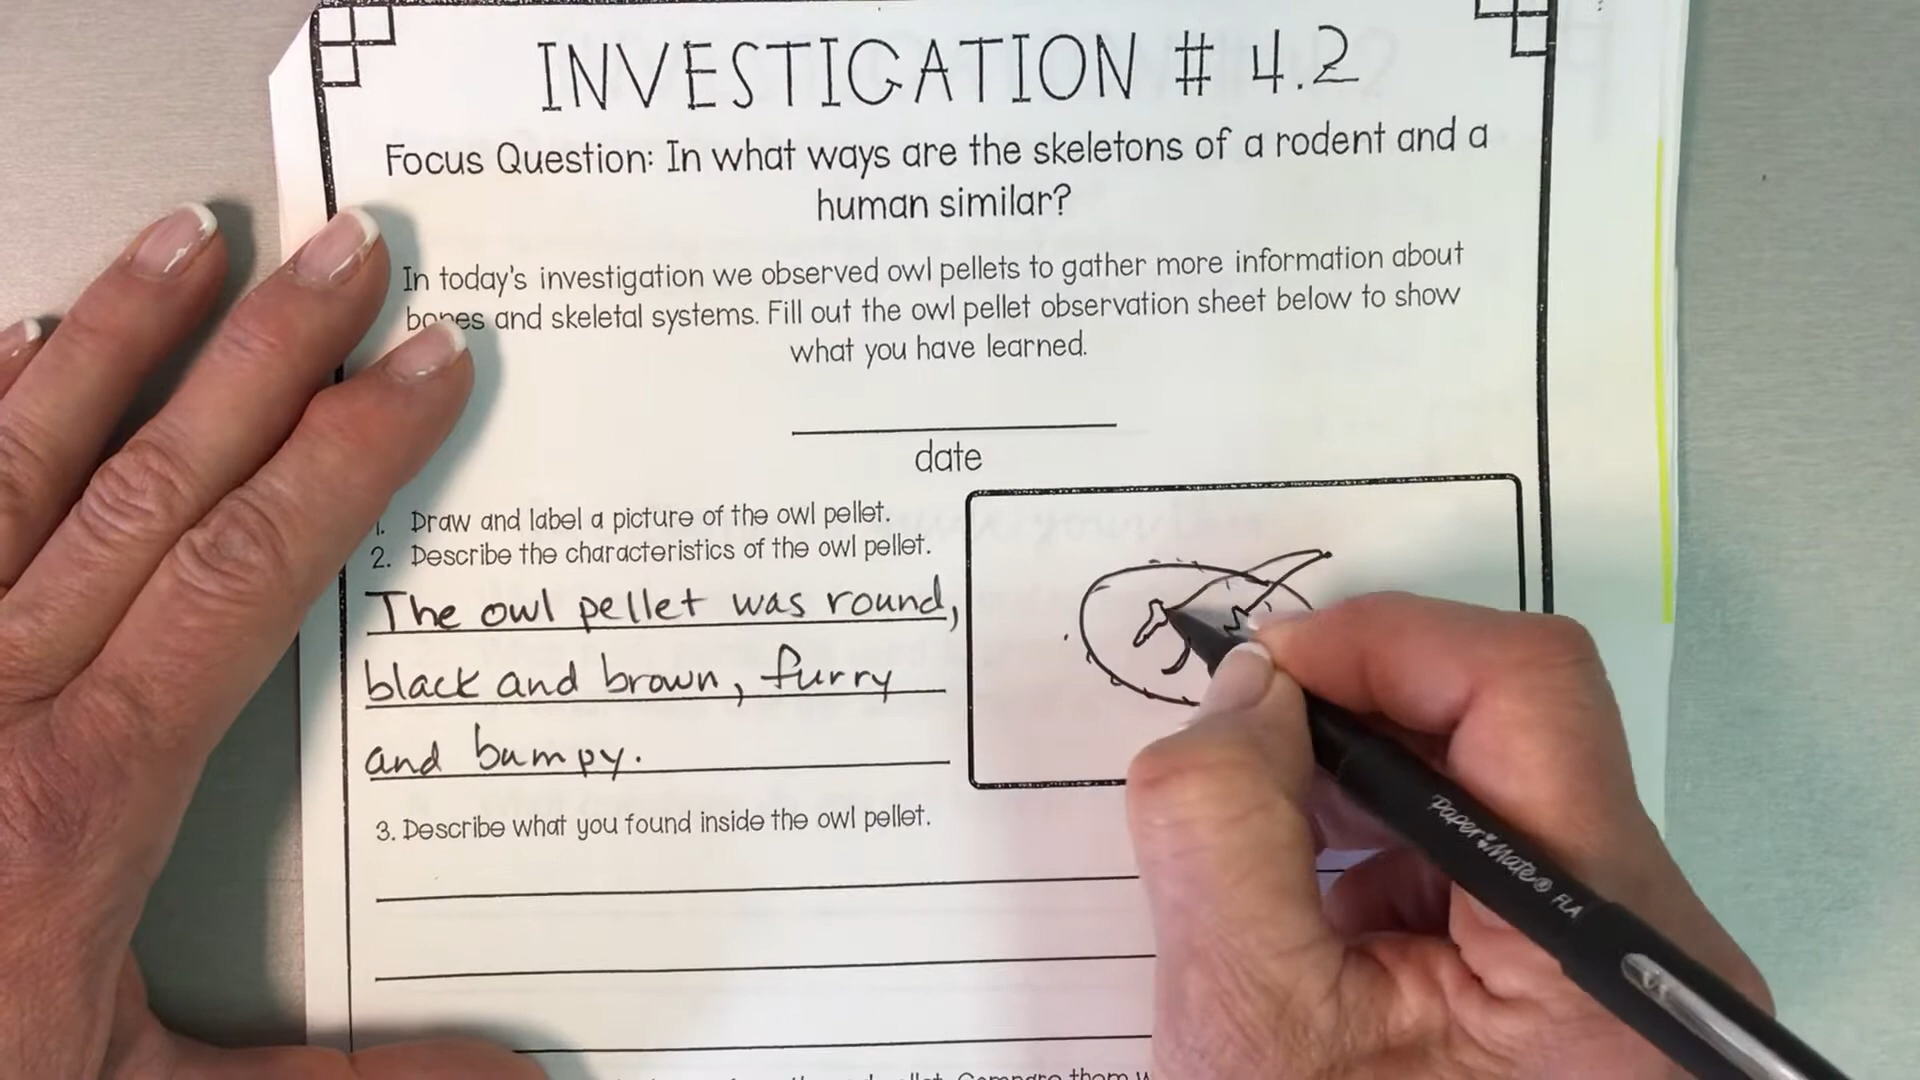 INVESTIGATION # 4.2
Focus Question: In what ways are the skeletons of a rodent and a
human similar?
In today's investigation we observed owl pellets to gather more information about
bones and skeletal systems. Fill out the owl pellet observation sheet below to show
what you have learned.
date
1. Draw and label a picture of the owl pellet.
2. Describe the characteristics of the owl pellet.
The owl pellet was round,
black and brown, furry
and bumpy.
3. Describe what you found inside the owl pellet.
Paper Mate® FLA
Compare them